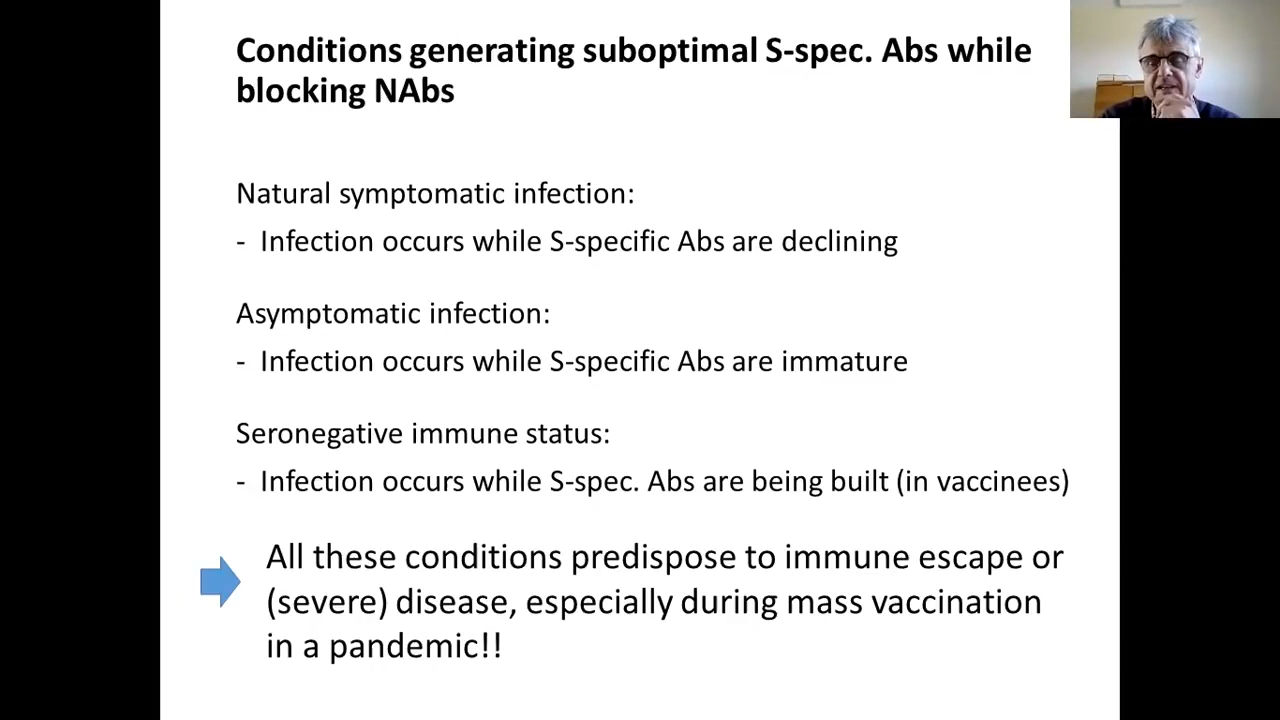 Conditions generating suboptimal S-spec. Abs while
blocking NAbs
Natural symptomatic infection:
- Infection occurs while S-specific Abs are declining
Asymptomatic infection:
- Infection occurs while S-specific Abs are immature
Seronegative immune status:
- Infection occurs while S-spec. Abs are being built (in vaccinees)
All these conditions predispose to immune escape or
(severe) disease, especially during mass vaccination
in a pandemic!!